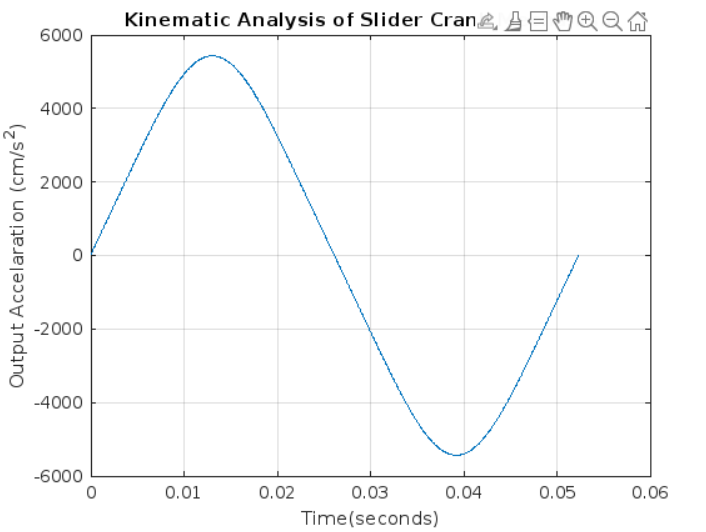 Kinematic Analysis of Slider Cran
6000
4000
2000
0
-2000
-4000
-6000
Output Accelaration (cm/s²)
0 0.01 0.02 0.03 0.04 0.05 0.06
Time(seconds)